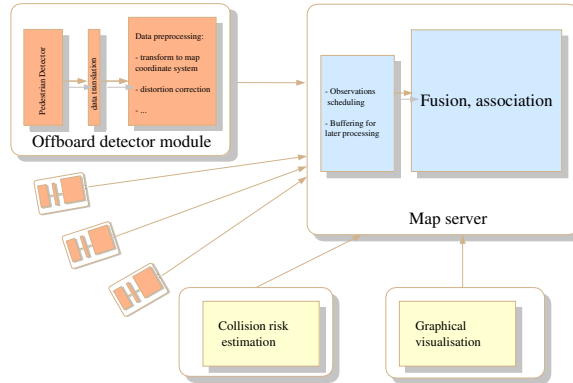 Pedestrian Detector
data translation
Data preprocessing:
- transform to map
coordinate system
- distortion correction
- ...
Offboard detector module
- Observations
scheduling
- Buffering for
later processing
Fusion, association
Map server
Collision risk
estimation
Graphical
visualisation